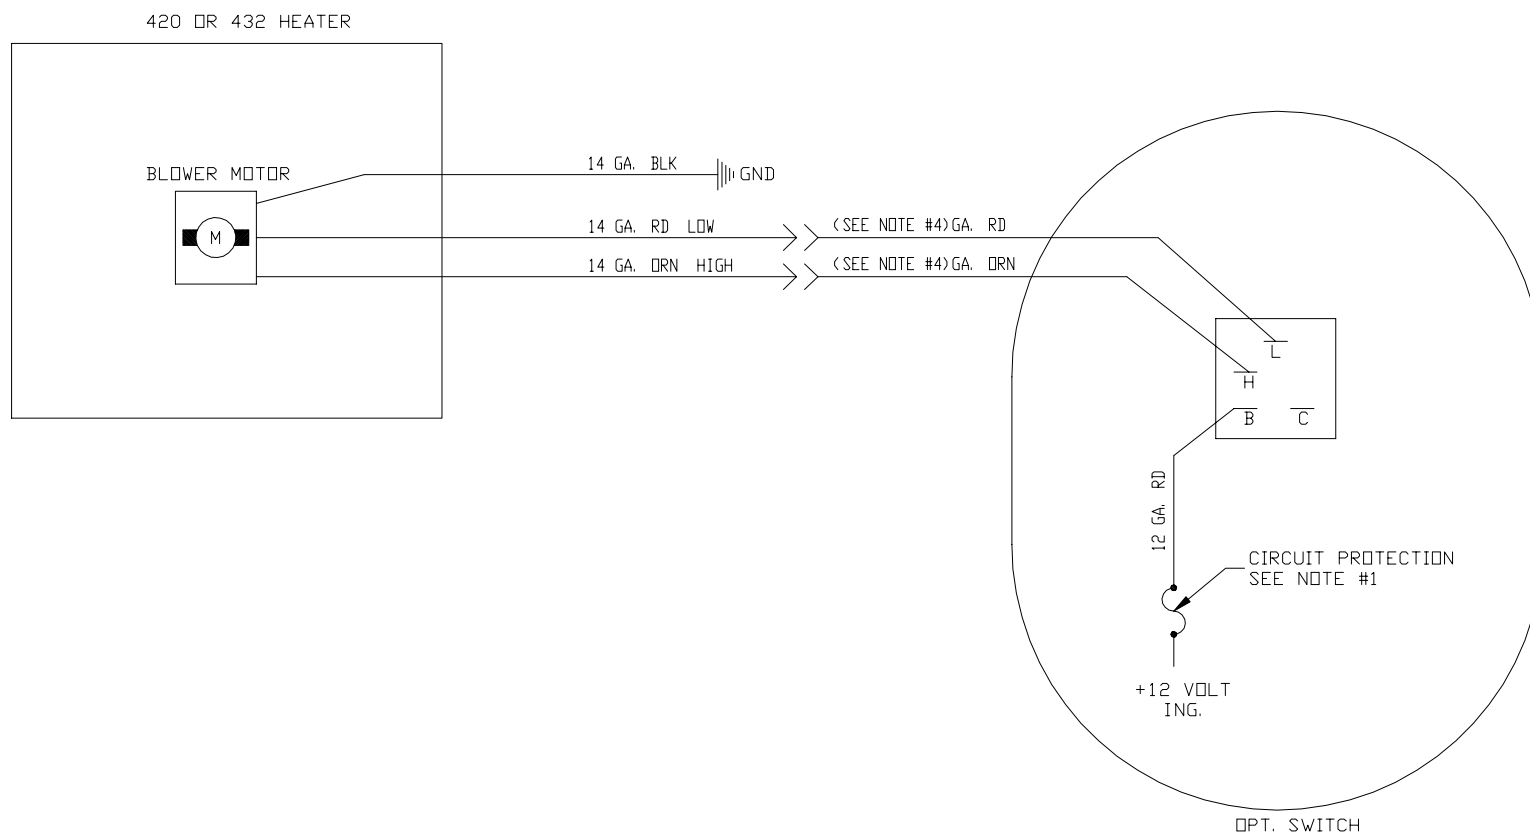 420 OR 432 HEATER
BLOWER MOTOR
M
14 GA. BLK
GND
14 GA. RD LOW
(SEE NOTE #4)GA. RD
14 GA. ORN HIGH
(SEE NOTE #4)GA. ORN
L
H
B C
12 GA. RD
CIRCUIT PROTECTION
SEE NOTE #1
+12 VOLT
ING.
OPT. SWITCH